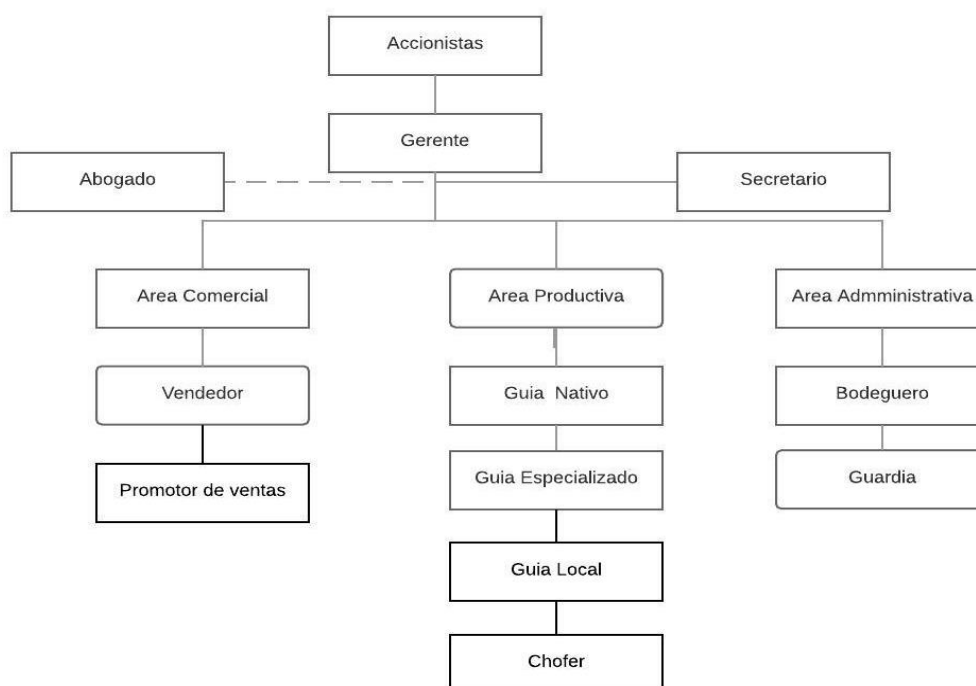 Accionistas
Gerente
Abogado
Secretario
Area Comercial
Area Productiva
Area Admministrativa
Vendedor
Guia Nativo
Bodeguero
Promotor de ventas
Guia Especializado
Guardia
Guia Local
Chofer